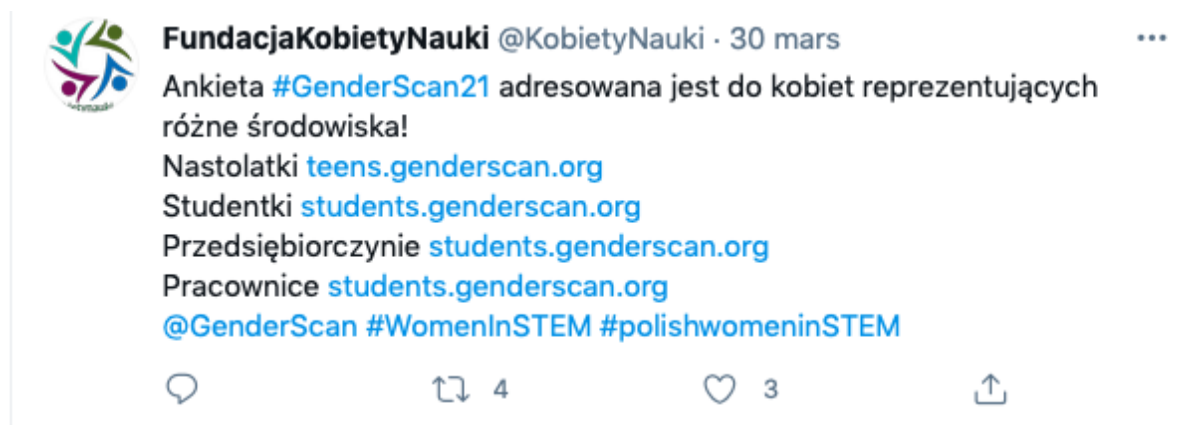 FundacjaKobietyNauki @KobietyNauki · 30 mars
Ankieta #GenderScan21 adresowana jest do kobiet reprezentujących
różne środowiska!
Nastolatki teens.genderscan.org
Studentki students.genderscan.org
Przedsiębiorczynie students.genderscan.org
Pracownice students.genderscan.org
@GenderScan #WomenInSTEM #polishwomeninSTEM
4 3